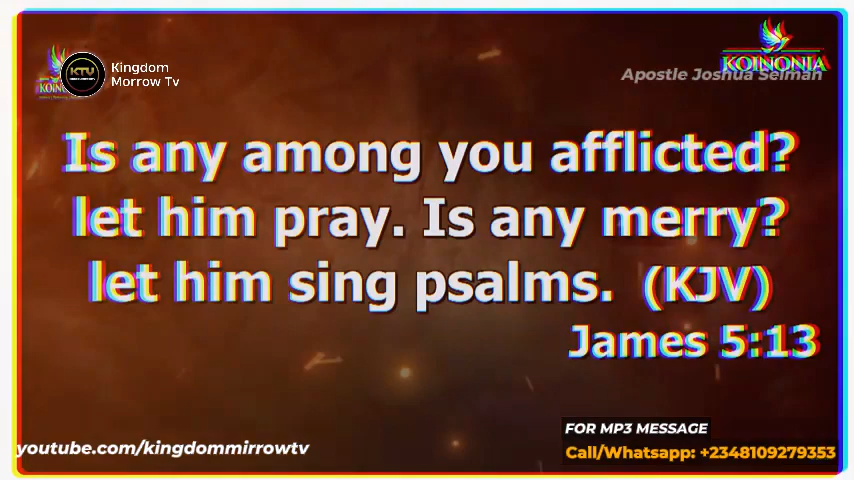 KTV
Kingdom
Morrow Tv
KOINONIA
Apostle Joshua Selman
Is any among you afflicted?
let him pray. Is any merry?
let him sing psalms. (KJV)
James 5:13
FOR MP3 MESSAGE
youtube.com/kingdommirrowtv
Call/Whatsapp: +2348109279353